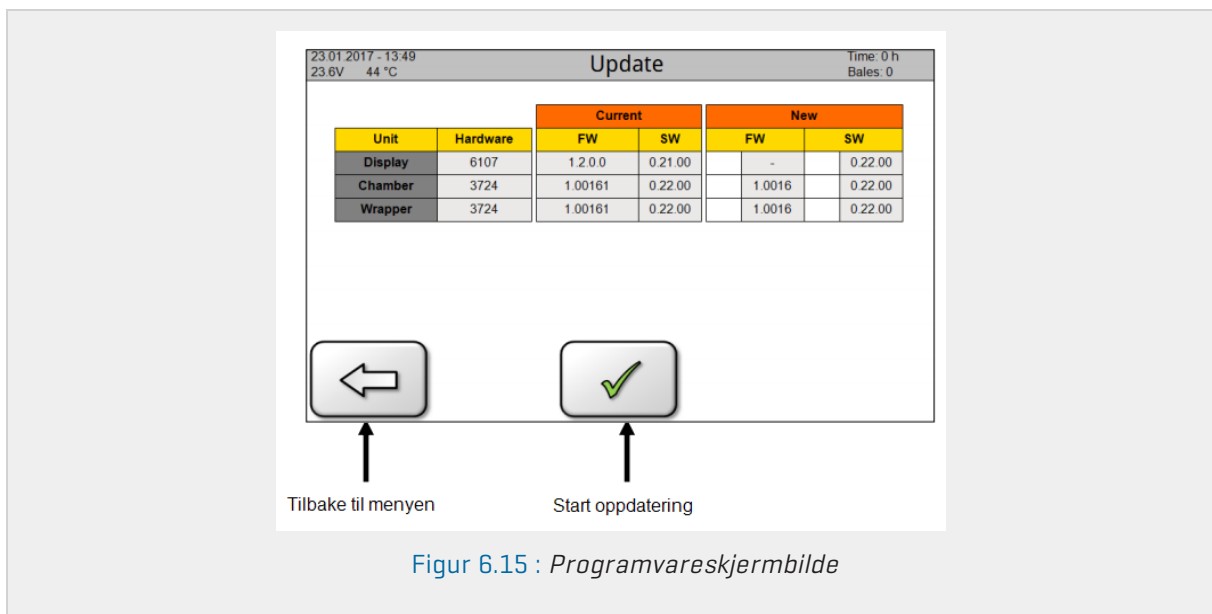 23.01.2017 - 13:49 Update Time: 0 h
23.6V 44 °C Bales: 0
Current New
Unit Hardware FW SW FW SW
Display 6107 1.2.0.0 0.21.00 - 0.22.00
Chamber 3724 1.00161 0.22.00 1.0016 0.22.00
Wrapper 3724 1.00161 0.22.00 1.0016 0.22.00
Tilbake til menyen Start oppdatering
Figur 6.15 : Programvareskjermbilde